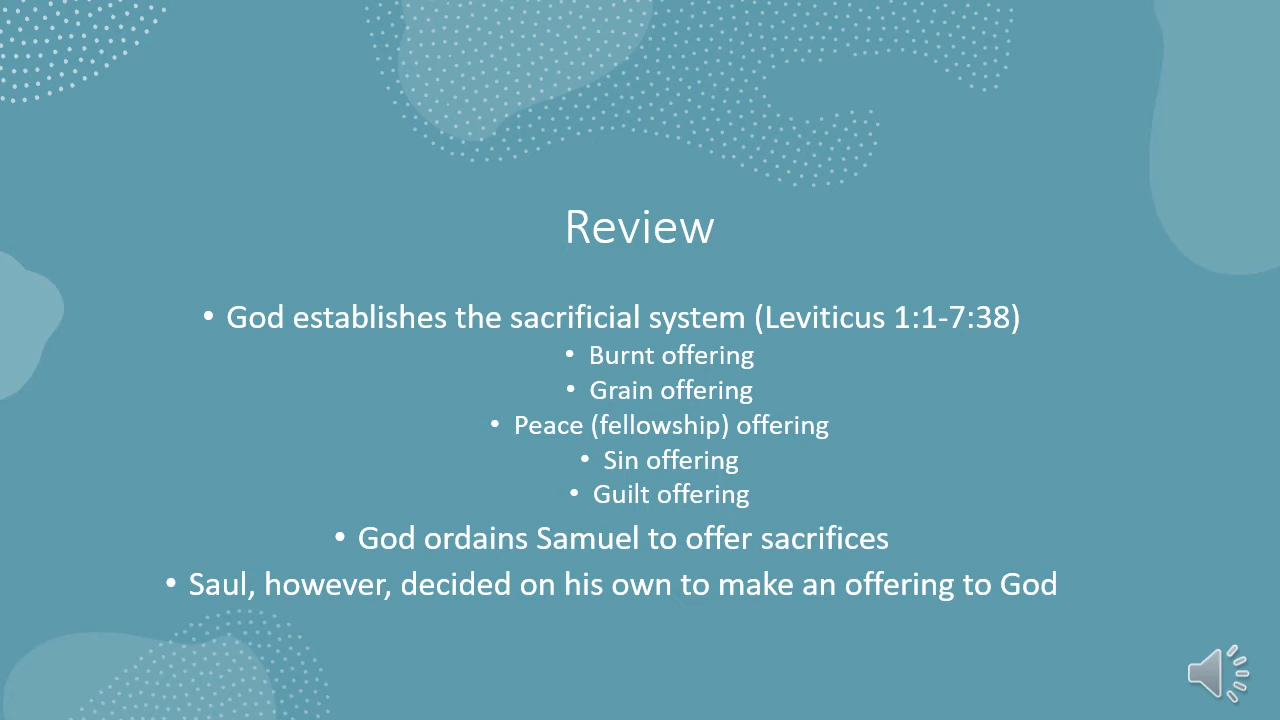 Review
• God establishes the sacrificial system (Leviticus 1:1-7:38)
• Burnt offering
• Grain offering
• Peace (fellowship) offering
• Sin offering
• Guilt offering
• God ordains Samuel to offer sacrifices
• Saul, however, decided on his own to make an offering to God